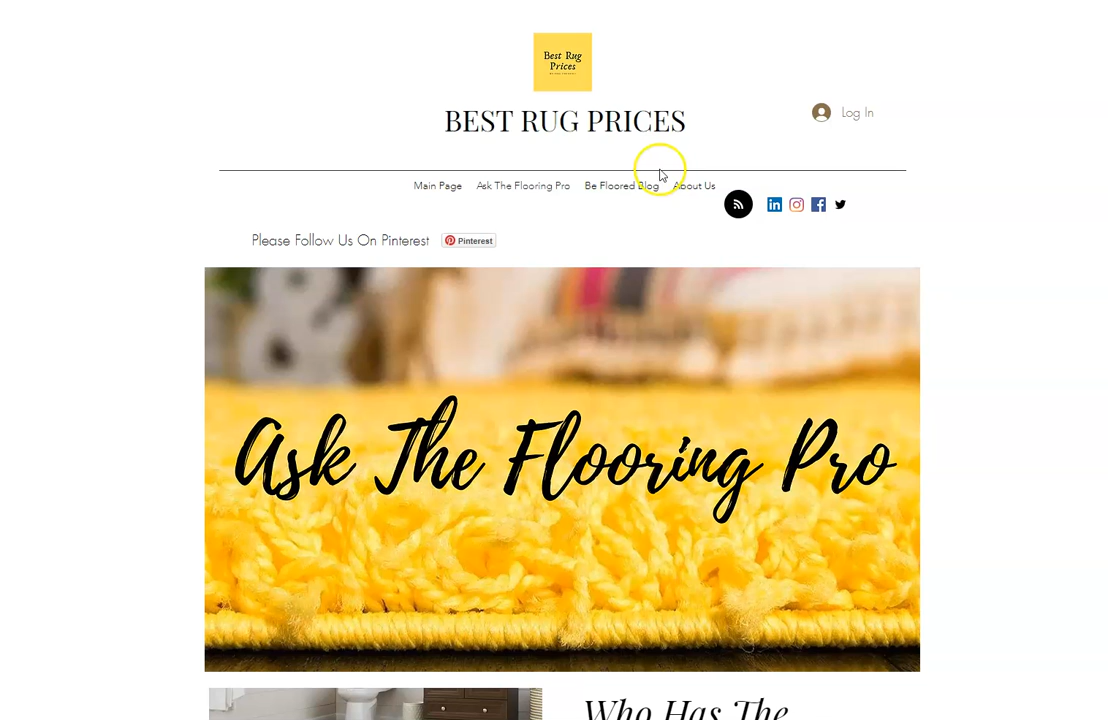 Best Rug
Prices
BEST RUG PRICES
Log In
Main Page Ask The Flooring Pro Be Floored Blog About Us
in f
Please Follow Us On Pinterest Pinterest
&
Ask The Flooring Pro
Who Has The